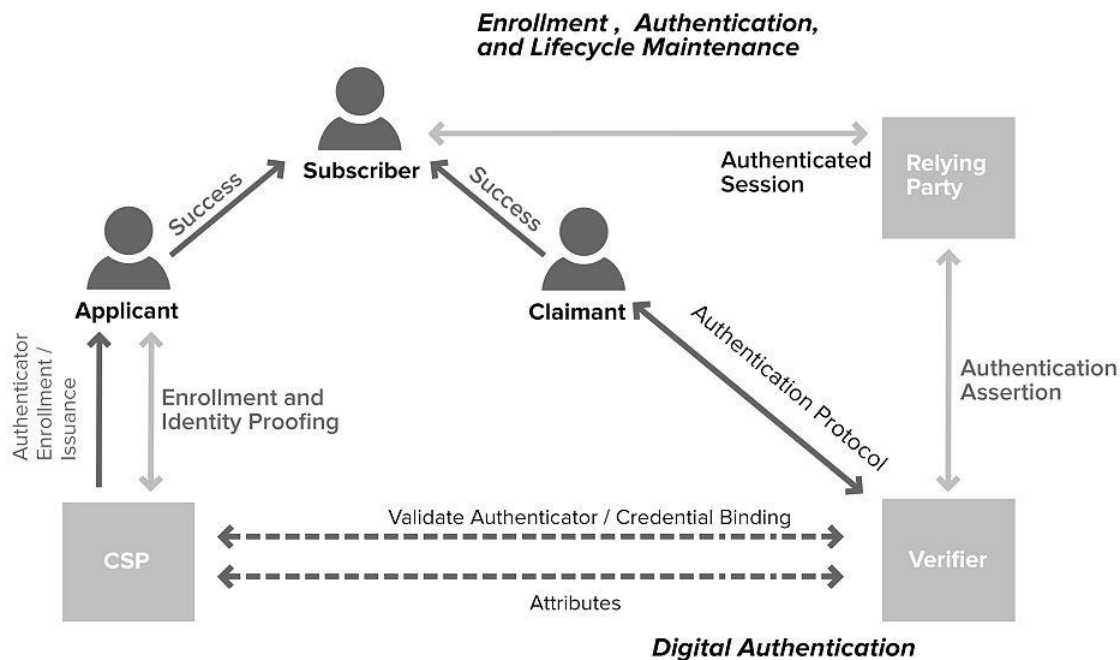 Enrollment , Authentication,
and Lifecycle Maintenance
Subscriber
Authenticated
Session
Relying
Party
Success
Success
Applicant
Claimant
Authenticator
Enrollment /
Issuance
Enrollment and
Identity Proofing
Authentication Protocol
Authentication
Assertion
CSP
Validate Authenticator / Credential Binding
Attributes
Verifier
Digital Authentication